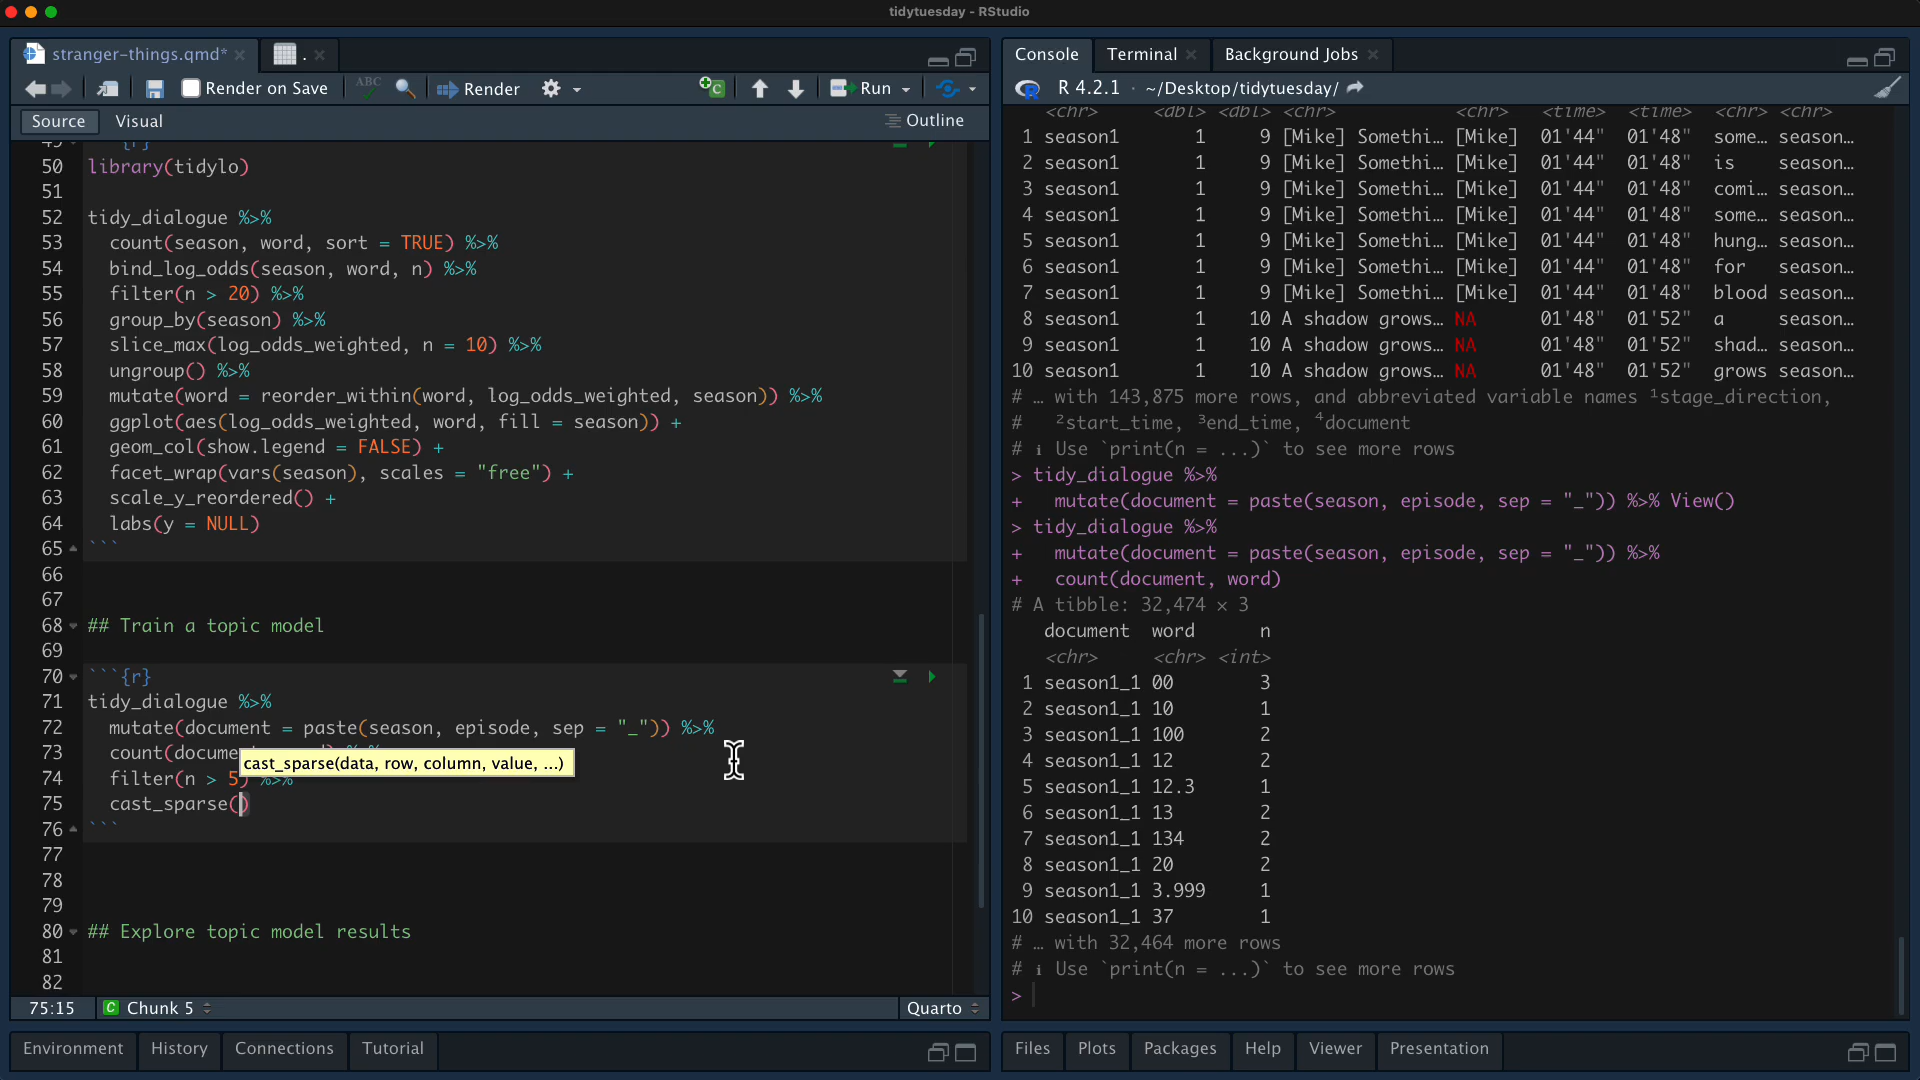 tidytuesday - RStudio
stranger-things.qmd*
.
Render on Save
ABC
Render
Run
Source
Visual
Outline
49 ```{r}
50 library(tidylo)
51
52 tidy_dialogue %>%
53 count(season, word, sort = TRUE) %>%
54 bind_log_odds(season, word, n) %>%
55 filter(n > 20) %>%
56 group_by(season) %>%
57 slice_max(log_odds_weighted, n = 10) %>%
58 ungroup() %>%
59 mutate(word = reorder_within(word, log_odds_weighted, season)) %>%
60 ggplot(aes(log_odds_weighted, word, fill = season)) +
61 geom_col(show.legend = FALSE) +
62 facet_wrap(vars(season), scales = "free") +
63 scale_y_reordered() +
64 labs(y = NULL)
65 ```
66
67
68 ## Train a topic model
69
70 ```{r}
71 tidy_dialogue %>%
72 mutate(document = paste(season, episode, sep = "_")) %>%
73 count(document
cast_sparse(data, row, column, value, ...)
74 filter(n > 5) %>%
75 cast_sparse()
76 ```
77
78
79
80 ## Explore topic model results
81
82
75:15
C Chunk 5
Quarto
Environment
History
Connections
Tutorial
Console
Terminal
Background Jobs
R 4.2.1 · ~/Desktop/tidytuesday/
<chr> <dbl> <dbl> <chr> <chr> <time> <time> <chr> <chr>
1 season1 1 9 [Mike] Somethi… [Mike] 01'44" 01'48" some… season…
2 season1 1 9 [Mike] Somethi… [Mike] 01'44" 01'48" is season…
3 season1 1 9 [Mike] Somethi… [Mike] 01'44" 01'48" comi… season…
4 season1 1 9 [Mike] Somethi… [Mike] 01'44" 01'48" some… season…
5 season1 1 9 [Mike] Somethi… [Mike] 01'44" 01'48" hung… season…
6 season1 1 9 [Mike] Somethi… [Mike] 01'44" 01'48" for season…
7 season1 1 9 [Mike] Somethi… [Mike] 01'44" 01'48" blood season…
8 season1 1 10 A shadow grows… NA 01'48" 01'52" a season…
9 season1 1 10 A shadow grows… NA 01'48" 01'52" shad… season…
10 season1 1 10 A shadow grows… NA 01'48" 01'52" grows season…
# … with 143,875 more rows, and abbreviated variable names ¹stage_direction,
# ²start_time, ³end_time, ⁴document
# ℹ Use `print(n = ...)` to see more rows
> tidy_dialogue %>%
+ mutate(document = paste(season, episode, sep = "_")) %>% View()
> tidy_dialogue %>%
+ mutate(document = paste(season, episode, sep = "_")) %>%
+ count(document, word)
# A tibble: 32,474 × 3
document word n
<chr> <chr> <int>
1 season1_1 00 3
2 season1_1 10 1
3 season1_1 100 2
4 season1_1 12 2
5 season1_1 12.3 1
6 season1_1 13 2
7 season1_1 134 2
8 season1_1 20 2
9 season1_1 3.999 1
10 season1_1 37 1
# … with 32,464 more rows
# ℹ Use `print(n = ...)` to see more rows
>
Files
Plots
Packages
Help
Viewer
Presentation